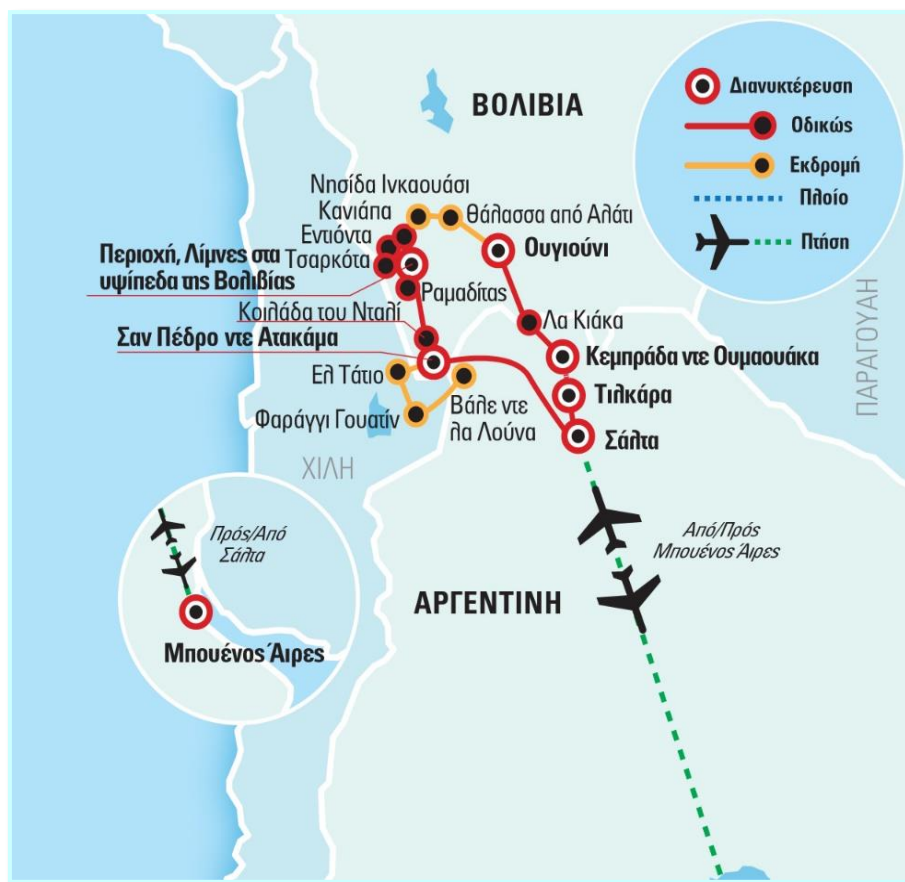 Διανυκτέρευση
Οδικώς
Εκδρομή
Πλοίο
Πτήση
ΒΟΛΙΒΙΑ
Νησίδα Ινκαουάσι
Κανιάπα
Θάλασσα από Αλάτι
Εντιόντα
Ουγιούνι
Περιοχή, Λίμνες στα
υψίπεδα της Βολιβίας
Τσαρκότα
Ραμαδίτας
Κοιλάδα του Νταλί
Λα Κιάκα
Σαν Πέδρο ντε Ατακάμα
Κεμπράδα ντε Ουμαουάκα
Ελ Τάτιο
Τιλκάρα
Φαράγγι Γουατίν
Βάλε ντε
λα Λούνα
Σάλτα
ΠΑΡΑΓΟΥΑΗ
ΧΙΛΗ
Πρός/Από
Σάλτα
Από/Πρός
Μπουένος Άιρες
ΑΡΓΕΝΤΙΝΗ
Μπουένος Άιρες